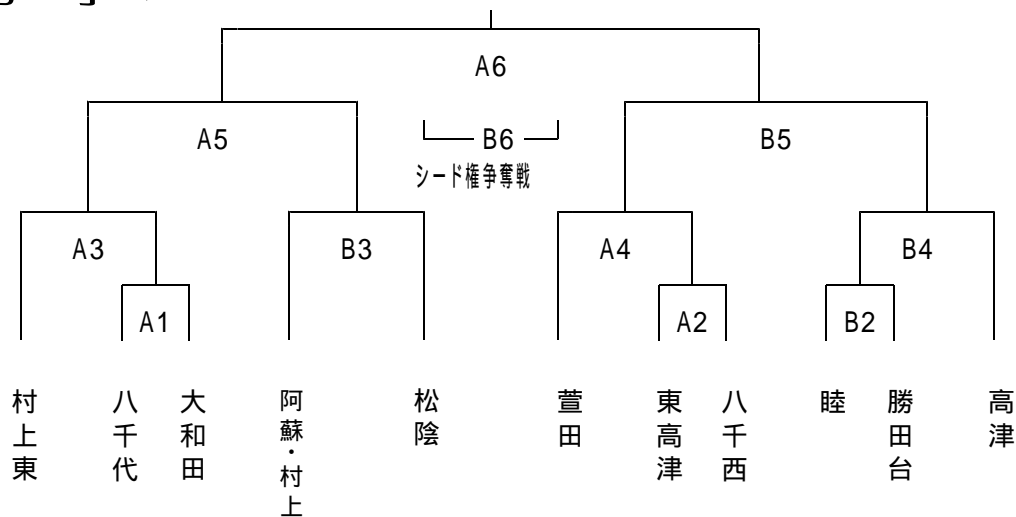 A6
A5
B6
B5
シード権争奪戦
A3
B3
A4
B4
A1
A2
B2
村上東
八千代
大和田
阿蘇・村上
松陰
萱田
東高津
八千西
睦
勝田台
高津